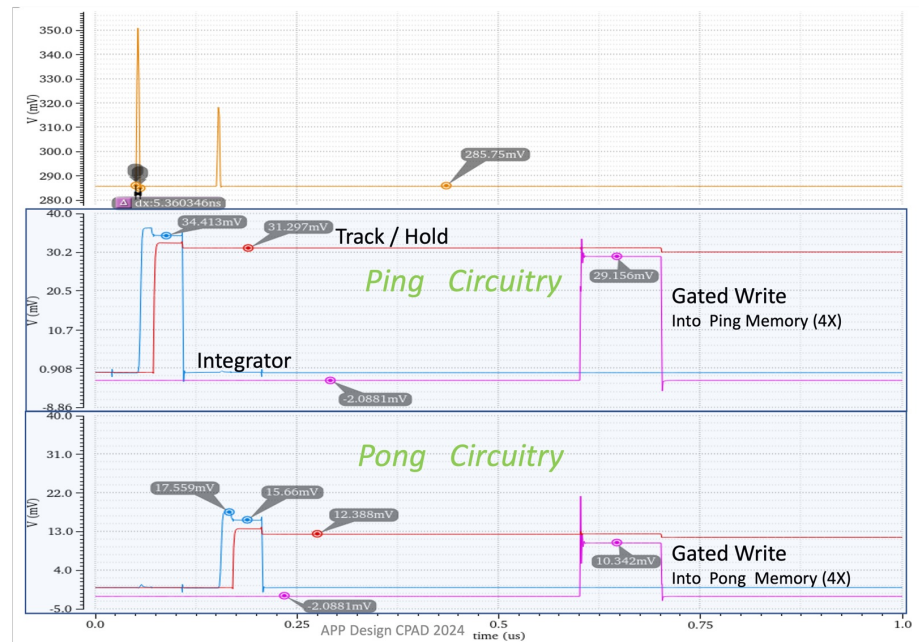 350.0
340.0
330.0
320.0
310.0
300.0
290.0
280.0
V (mV)
285.75mV
dx:5.360346ns
40.0
30.2
20.5
10.7
0.908
-8.86
V (mV)
34.413mV
31.297mV
Track / Hold
Ping Circuitry
29.156mV
Gated Write
Into Ping Memory (4X)
Integrator
-2.0881mV
40.0
31.0
22.0
13.0
4.0
-5.0
V (mV)
Pong Circuitry
17.559mV
15.66mV
12.388mV
10.342mV
Gated Write
Into Pong Memory (4X)
-2.0881mV
0.0
0.25
0.5
0.75
1.0
APP Design CPAD 2024
time (us)